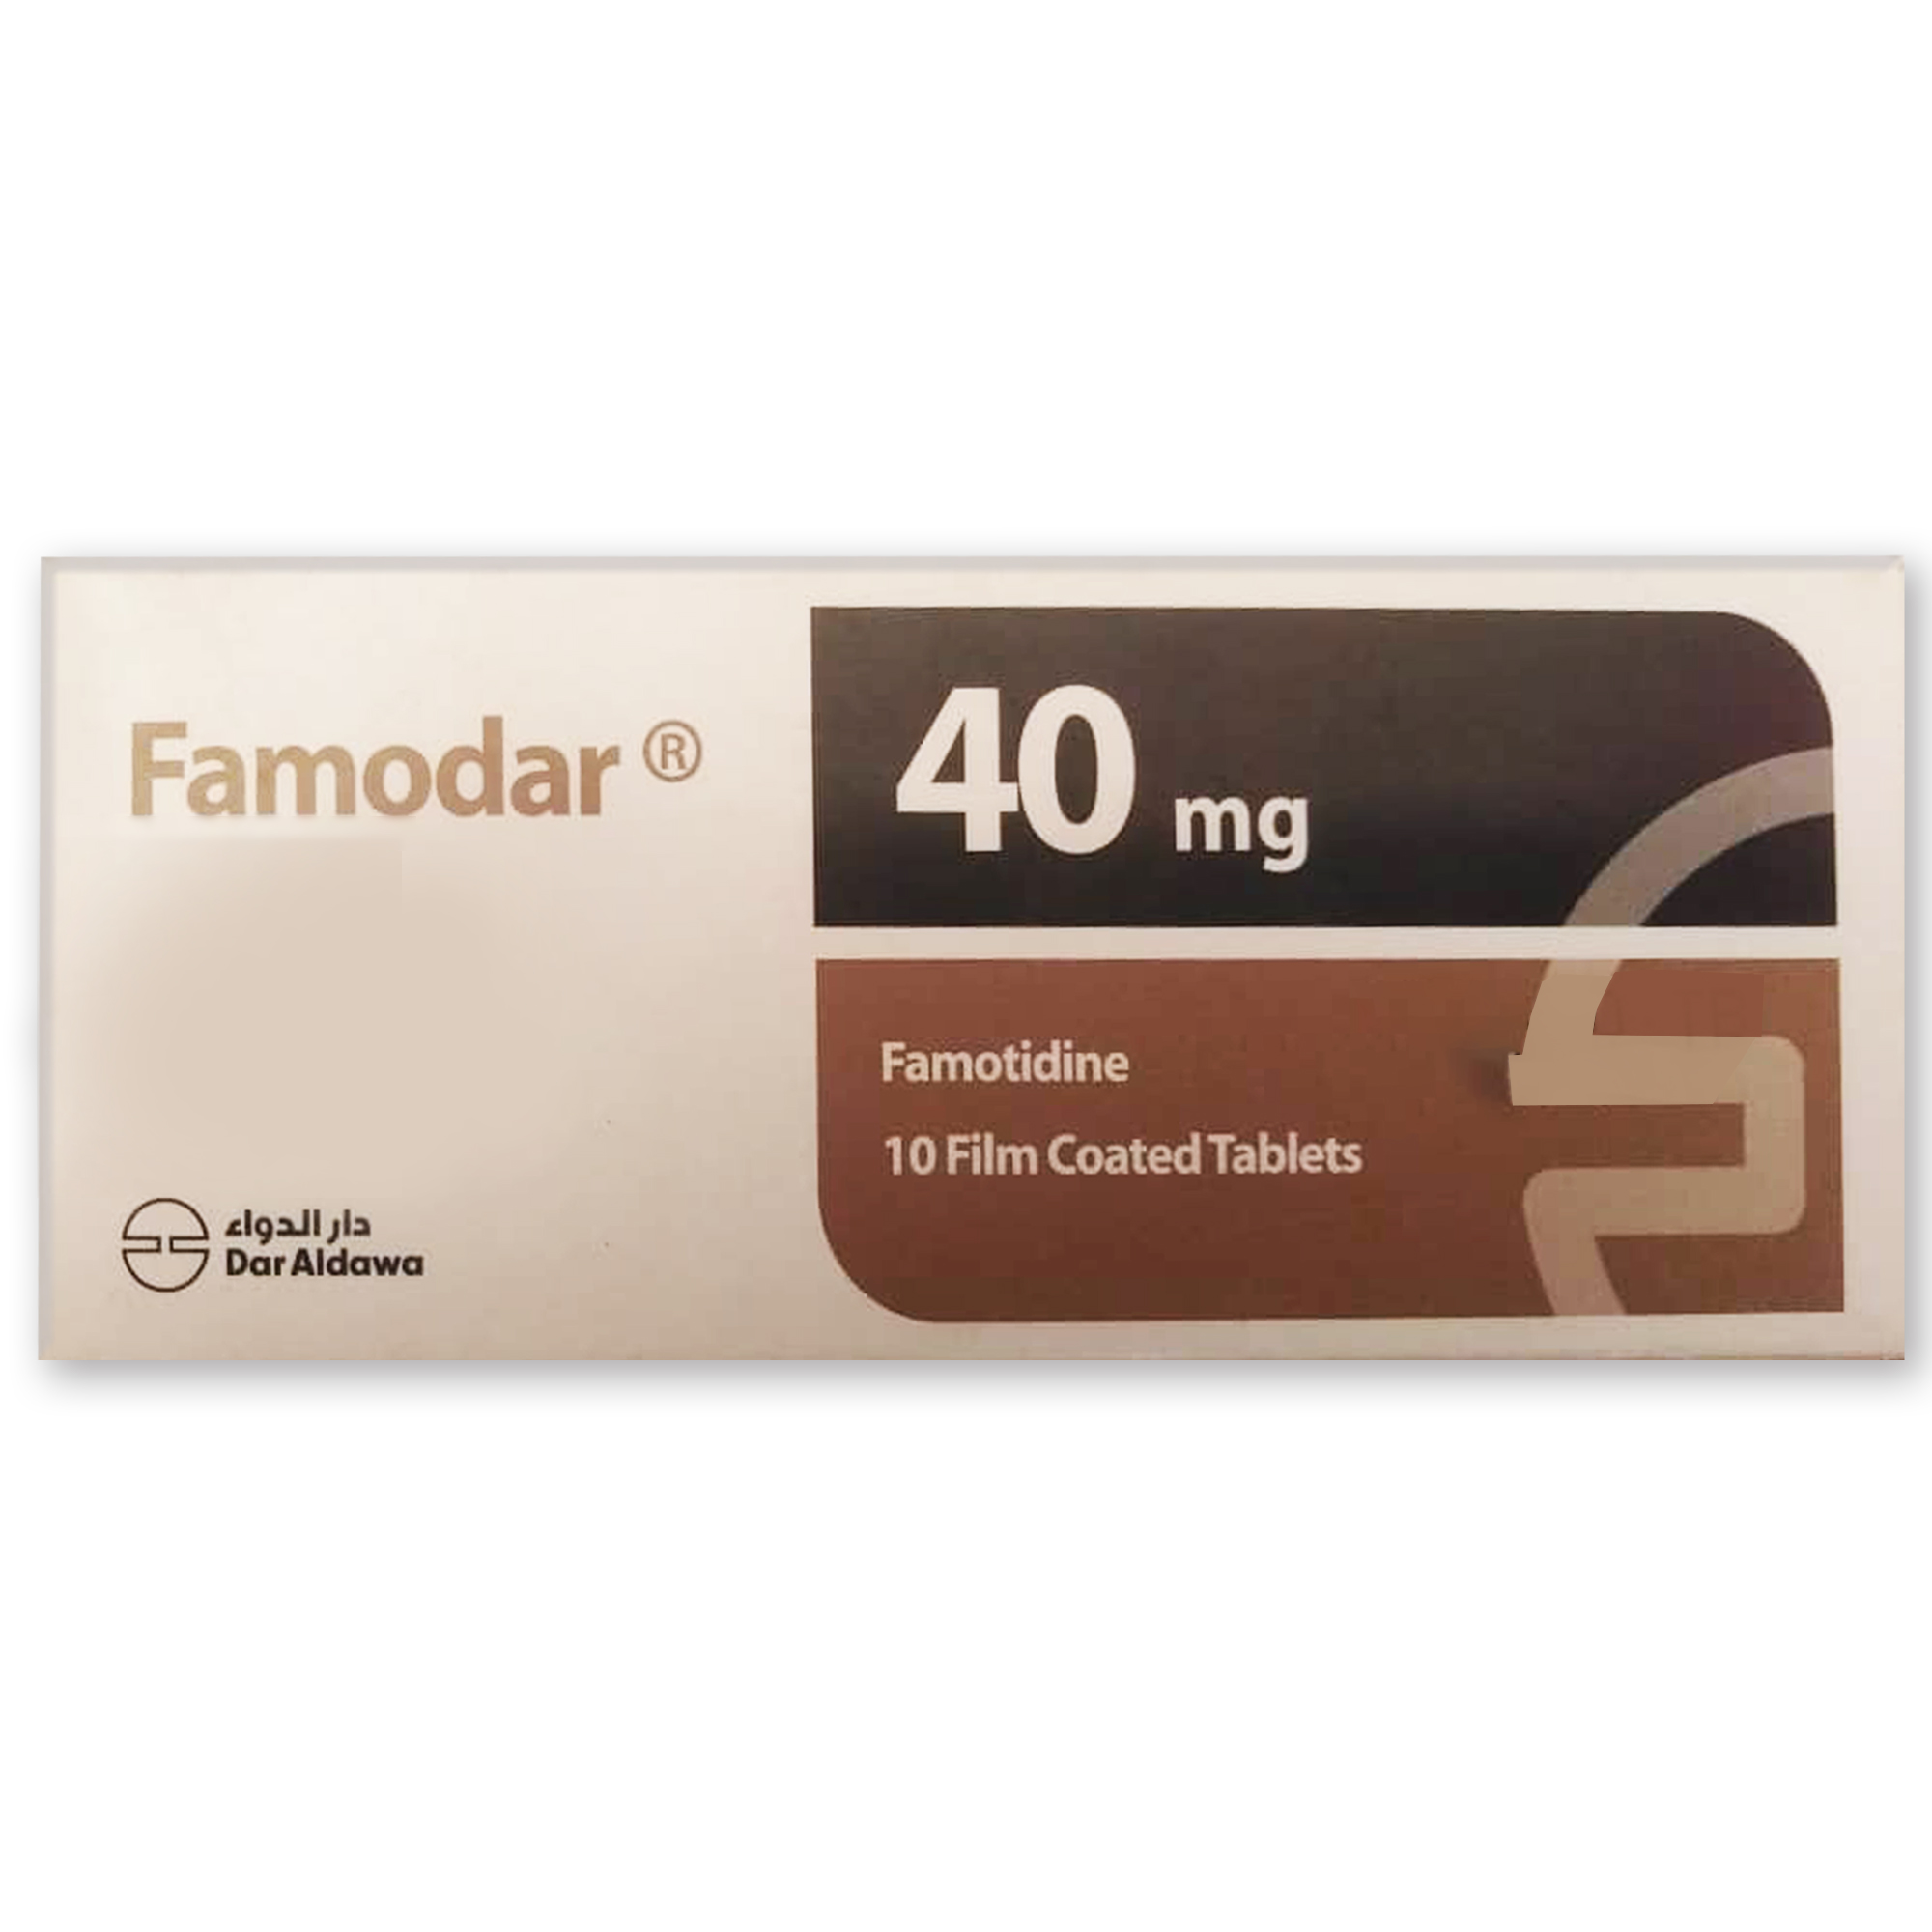 Famodar ®
40 mg
Famotidine
10 Film Coated Tablets
دار الدواء
Dar Aldawa